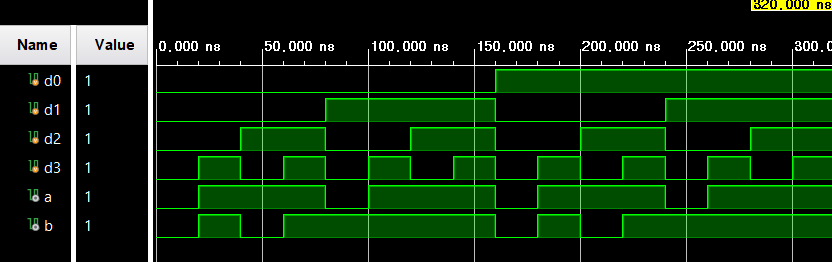 320.000 ns
Name Value 0.000 ns 50.000 ns 100.000 ns 150.000 ns 200.000 ns 250.000 ns 300.0
d0 1
d1 1
d2 1
d3 1
a 1
b 1